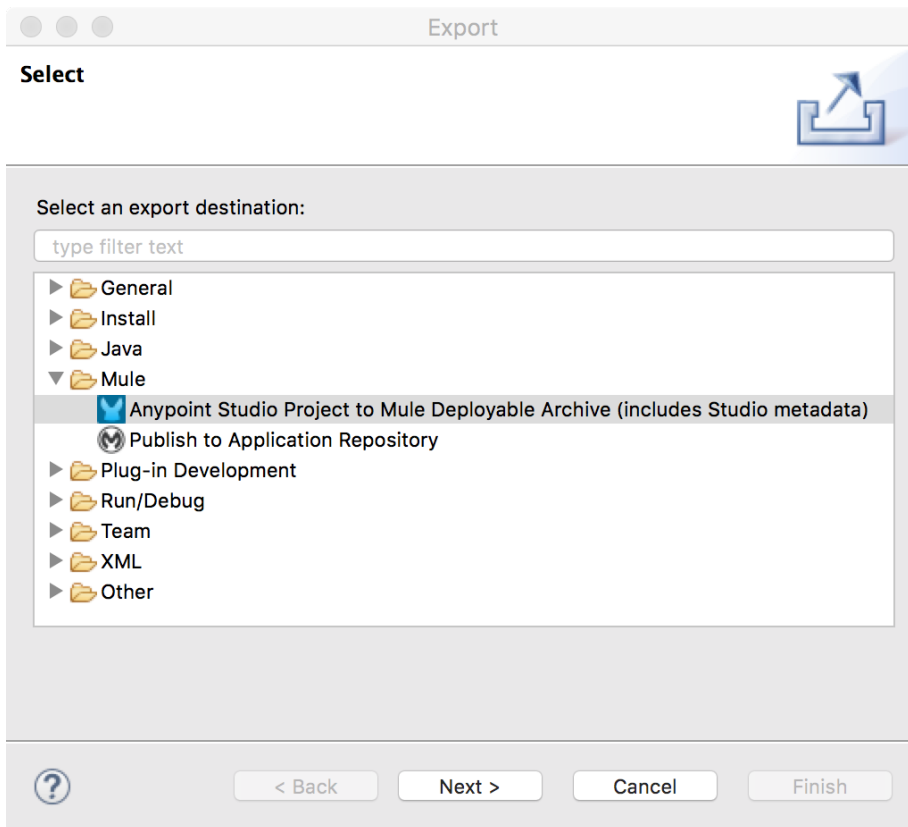 Export
Select
Select an export destination:
type filter text
General
Install
Java
Mule
Anypoint Studio Project to Mule Deployable Archive (includes Studio metadata)
Publish to Application Repository
Plug-in Development
Run/Debug
Team
XML
Other
? < Back Next > Cancel Finish